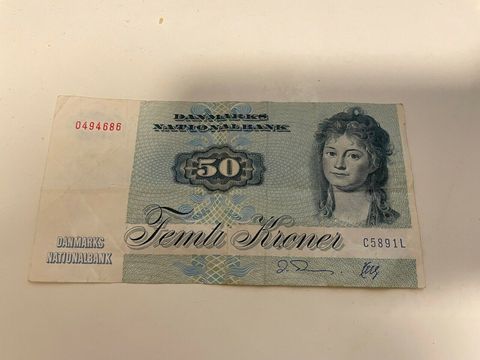 0494686
DANMARKS
NATIONALBANK
50
Femti Kroner
C5891L
DANMARKS
NATIONALBANK